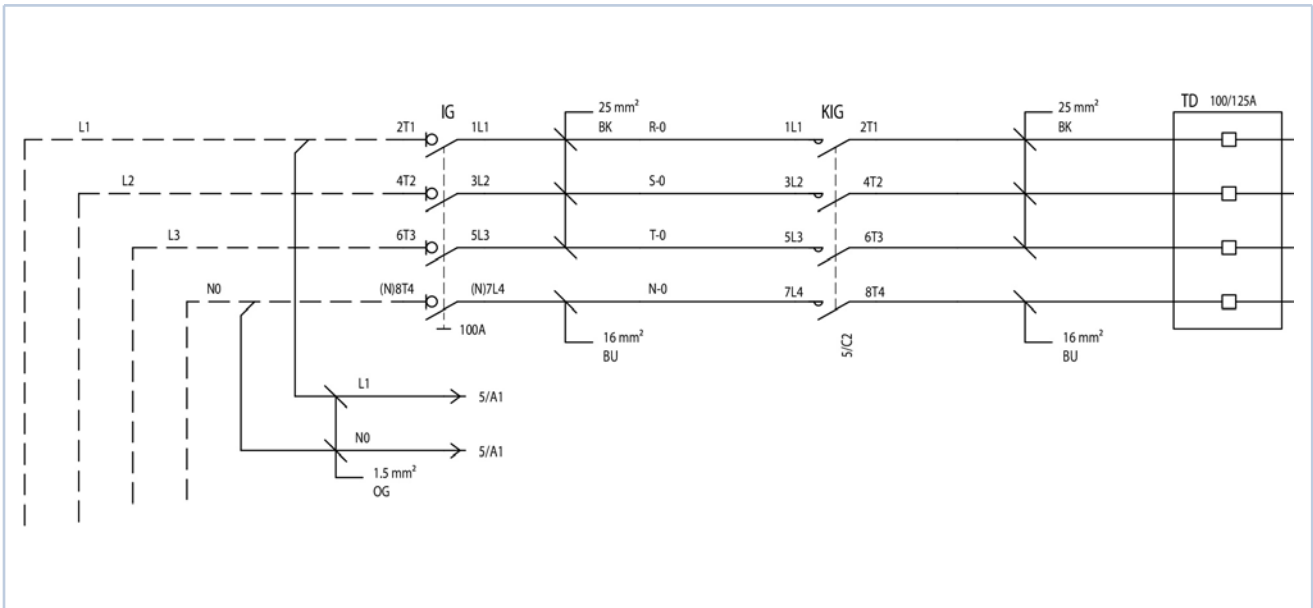 IG
25 mm²
BK
KIG
25 mm²
BK
TD 100/125A
L1
2T1
1L1
R-0
1L1
2T1
L2
4T2
3L2
S-0
3L2
4T2
L3
6T3
5L3
T-0
5L3
6T3
N0
(N)8T4
(N)7L4
N-0
7L4
8T4
100A
16 mm²
BU
5/C2
16 mm²
BU
L1
5/A1
N0
5/A1
1.5 mm²
OG